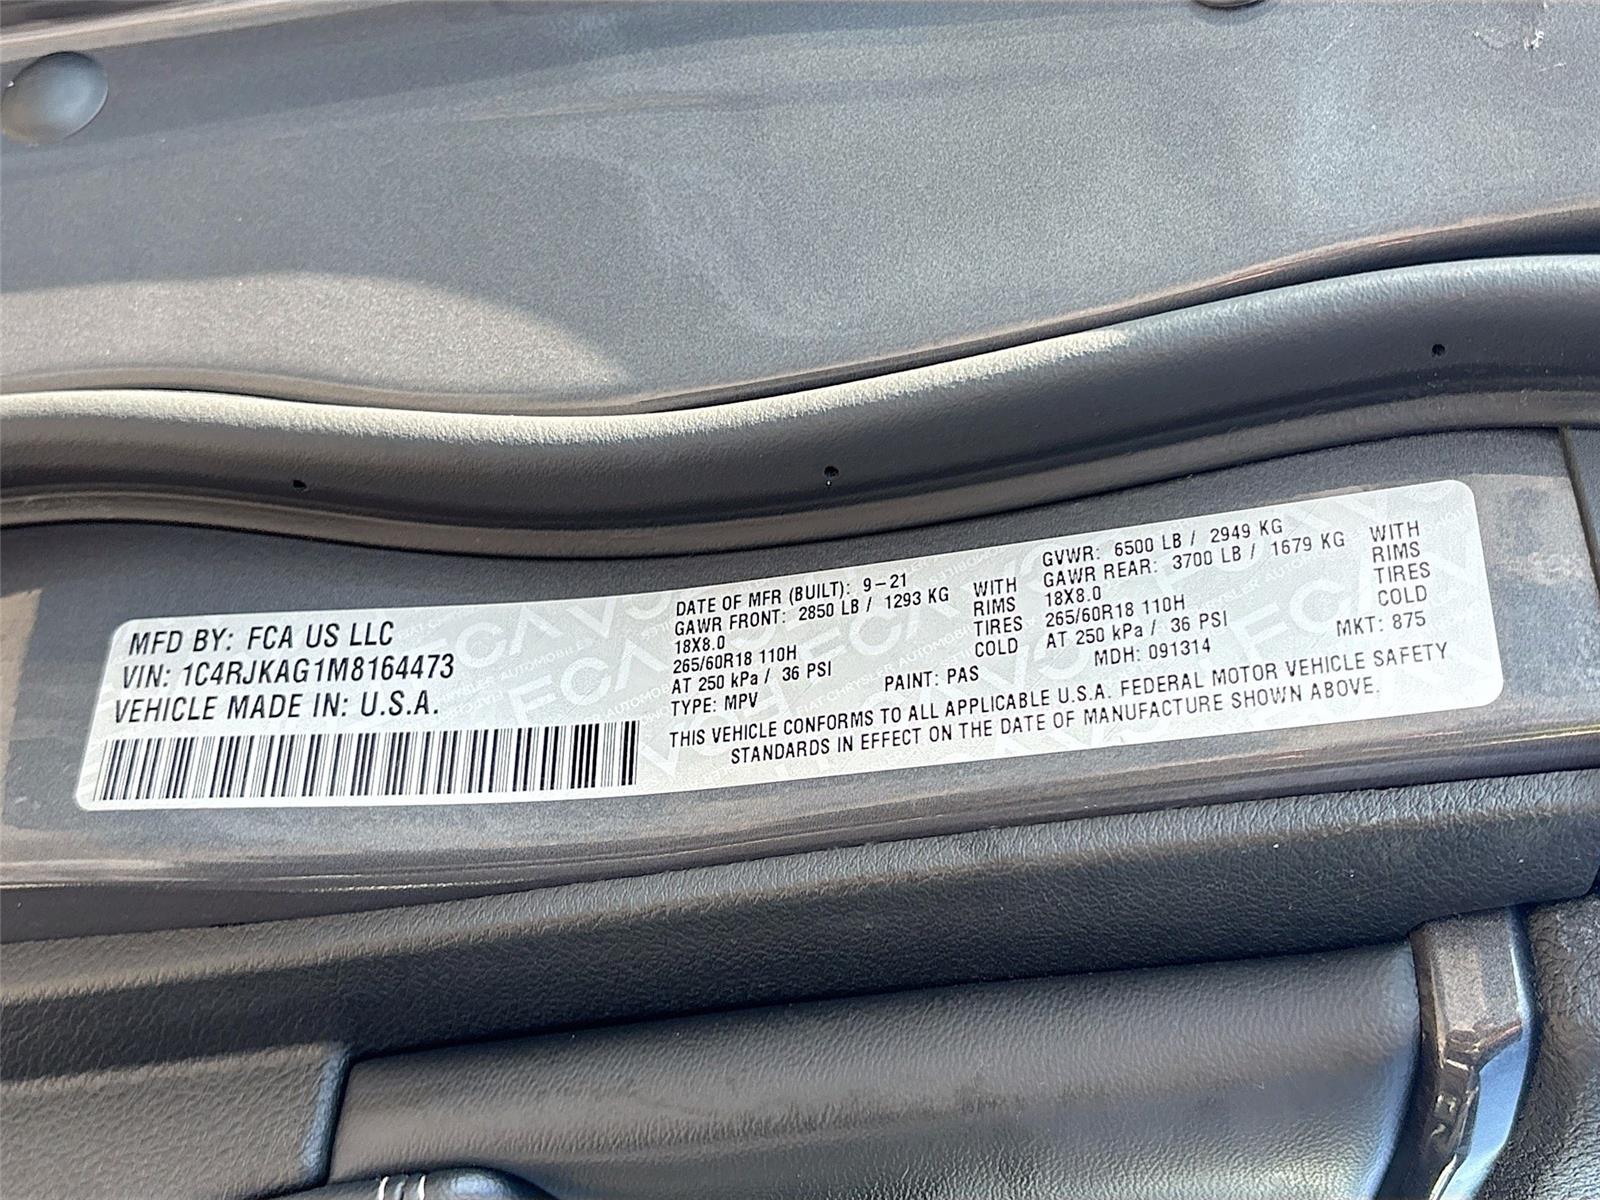 MFD BY: FCA US LLC
VIN: 1C4RJKAG1M8164473
VEHICLE MADE IN: U.S.A.
DATE OF MFR (BUILT): 9-21
GAWR FRONT: 2850 LB / 1293 KG WITH
18X8.0 RIMS
265/60R18 110H TIRES
AT 250 kPa / 36 PSI COLD
TYPE: MPV
PAINT: PAS
GVWR: 6500 LB / 2949 KG
GAWR REAR: 3700 LB / 1679 KG WITH
18X8.0 RIMS
265/60R18 110H TIRES
AT 250 kPa / 36 PSI COLD
MDH: 091314 MKT: 875
THIS VEHICLE CONFORMS TO ALL APPLICABLE U.S.A. FEDERAL MOTOR VEHICLE SAFETY
STANDARDS IN EFFECT ON THE DATE OF MANUFACTURE SHOWN ABOVE.